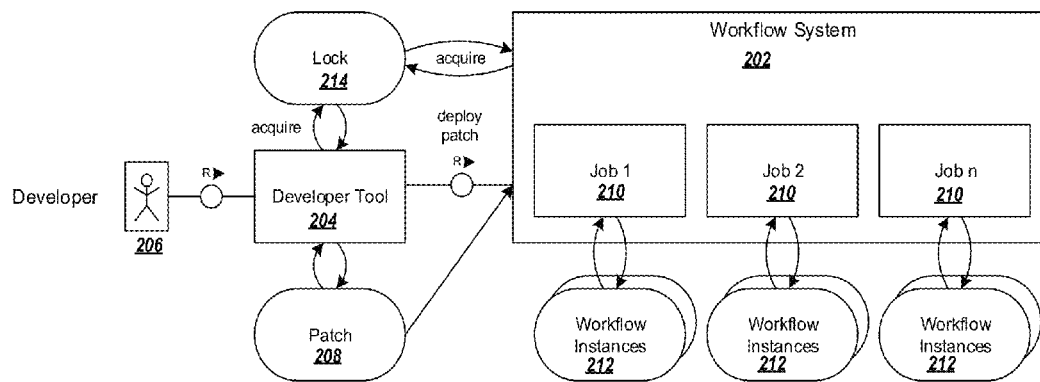 Lock
214
acquire
acquire
Workflow System
202
deploy
patch
R
R
Developer
206
Developer Tool
204
Job 1
210
Job 2
210
Job n
210
Patch
208
Workflow
Instances
212
Workflow
Instances
212
Workflow
Instances
212